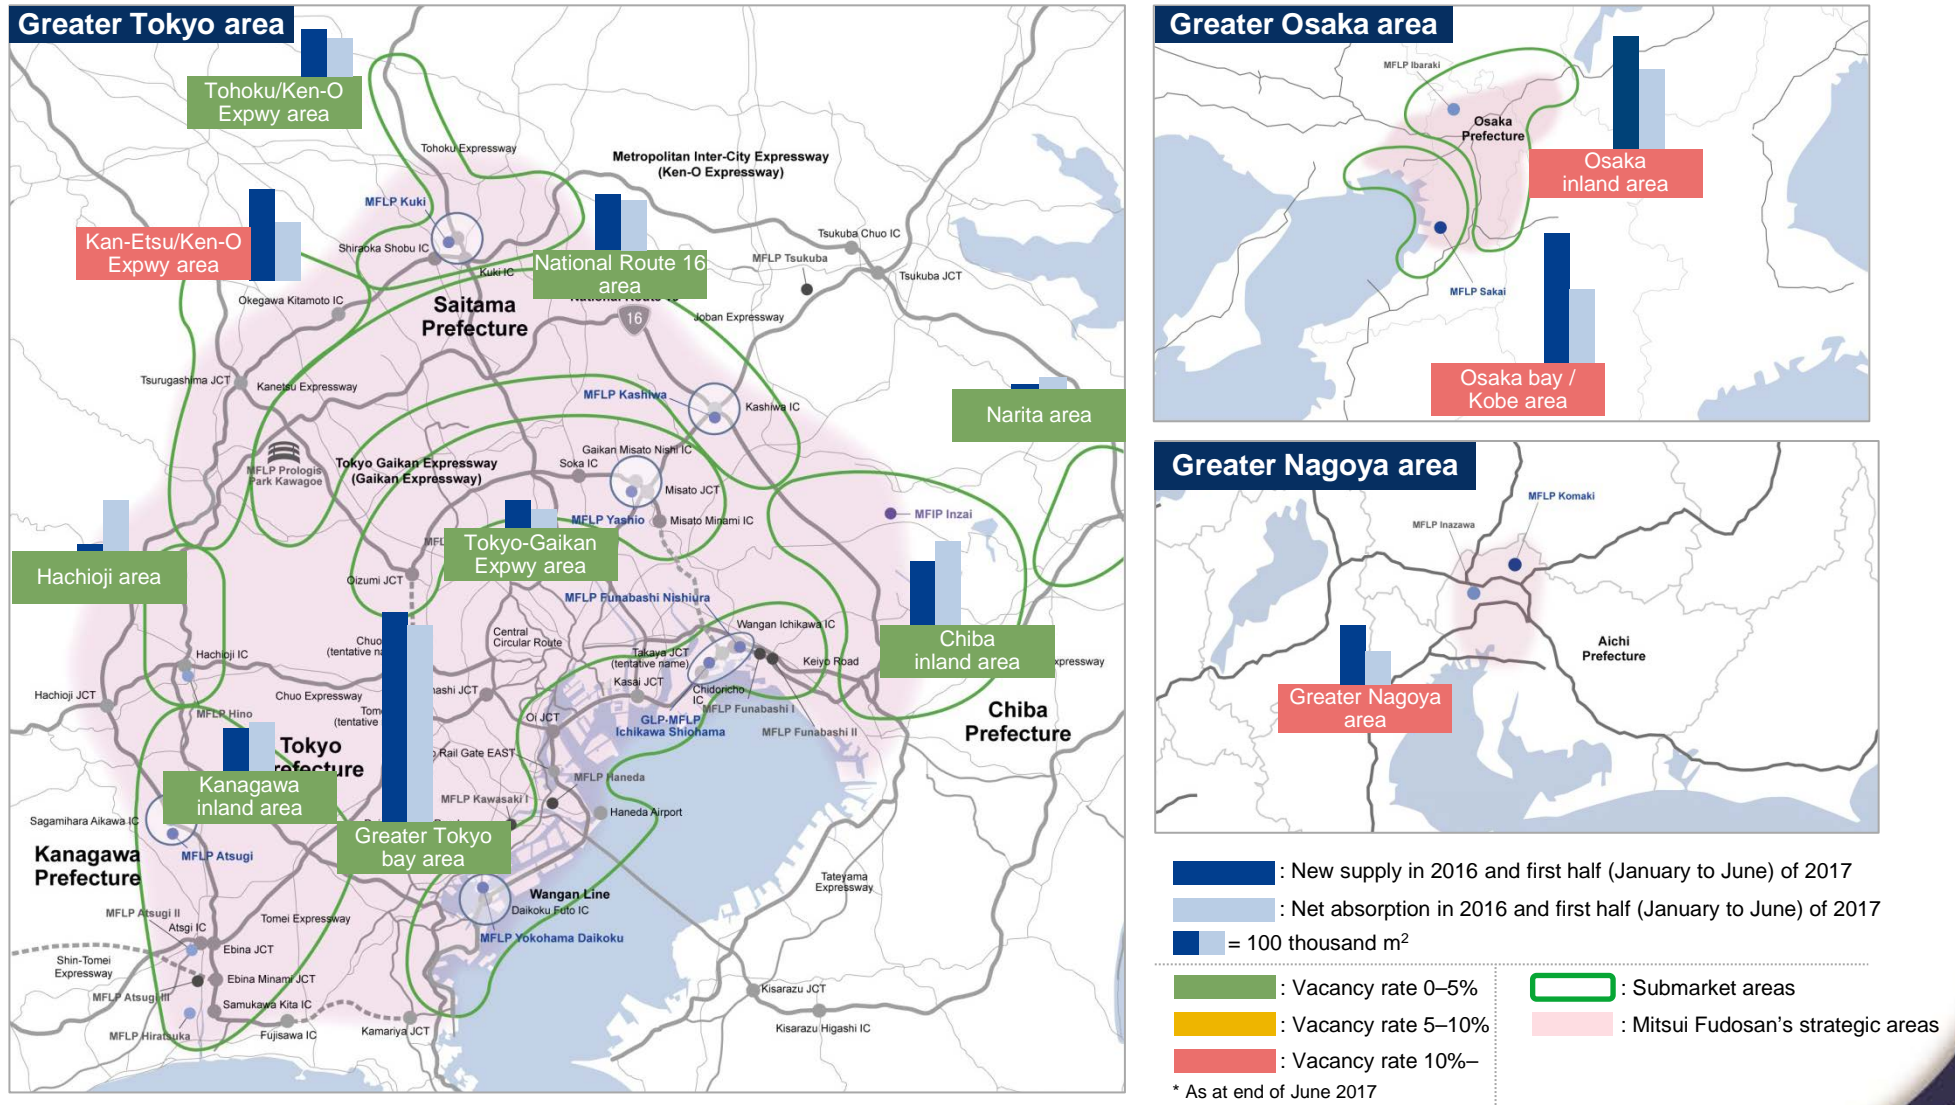 Greater Tokyo area
Tohoku/Ken-O
Expwy area
Tohoku Expressway
Metropolitan Inter-City Expressway
(Ken-O Expressway)
MFLP Kuki
Kan-Etsu/Ken-O
Expwy area
Shiraoka Shobu IC
Kuki IC
National Route 16
area
Tsukuba Chuo IC
MFLP Tsukuba
Tsukuba JCT
Okegawa Kitamoto IC
Saitama
Prefecture
16
Joban Expressway
Tsurugashima JCT
Kanetsu Expressway
MFLP Kashiwa
Kashiwa IC
Narita area
MFLP Prologis
Park Kawagoe
Tokyo Gaikan Expressway
(Gaikan Expressway)
Gaikan Misato Nishi IC
Soka IC
Misato JCT
MFLP Yashio
Misato Minami IC
MFIP Inzai
Hachioji area
Tokyo-Gaikan
Expwy area
Oizumi JCT
MFLP Funabashi Nishiura
Wangan Ichikawa IC
Central
Circular Route
Takaya JCT
(tentative name)
Keiyo Road
Chiba
inland area
Hachioji IC
Hachioji JCT
Chuo Expressway
Kasai JCT
Chidoricho
IC
MFLP Hino
Oi JCT
MFLP Funabashi I
GLP·MFLP
Ichikawa Shiohama
MFLP Funabashi II
Chiba
Prefecture
Tokyo
Rail Gate EAST
MFLP Haneda
Kanagawa
inland area
MFLP Kawasaki I
Haneda Airport
Sagamihara Aikawa IC
Greater Tokyo
bay area
MFLP Atsugi
Kanagawa
Prefecture
Tateyama
Expressway
Wangan Line
Daikoku Futo IC
MFLP Atsugi II
Atsgi IC
Tomei Expressway
MFLP Yokohama Daikoku
Ebina JCT
Shin-Tomei
Expressway
Ebina Minami JCT
MFLP Atsugi III
Samukawa Kita IC
Kisarazu JCT
MFLP Hiratsuka
Fujisawa IC
Kamariya JCT
Kisarazu Higashi IC
Greater Osaka area
MFLP Ibaraki
Osaka
Prefecture
Osaka
inland area
MFLP Sakai
Osaka bay /
Kobe area
Greater Nagoya area
MFLP Komaki
MFLP Inazawa
Aichi
Prefecture
Greater Nagoya
area
: New supply in 2016 and first half (January to June) of 2017
: Net absorption in 2016 and first half (January to June) of 2017
= 100 thousand m²
: Vacancy rate 0–5%
: Submarket areas
: Vacancy rate 5–10%
: Mitsui Fudosan’s strategic areas
: Vacancy rate 10%–
* As at end of June 2017